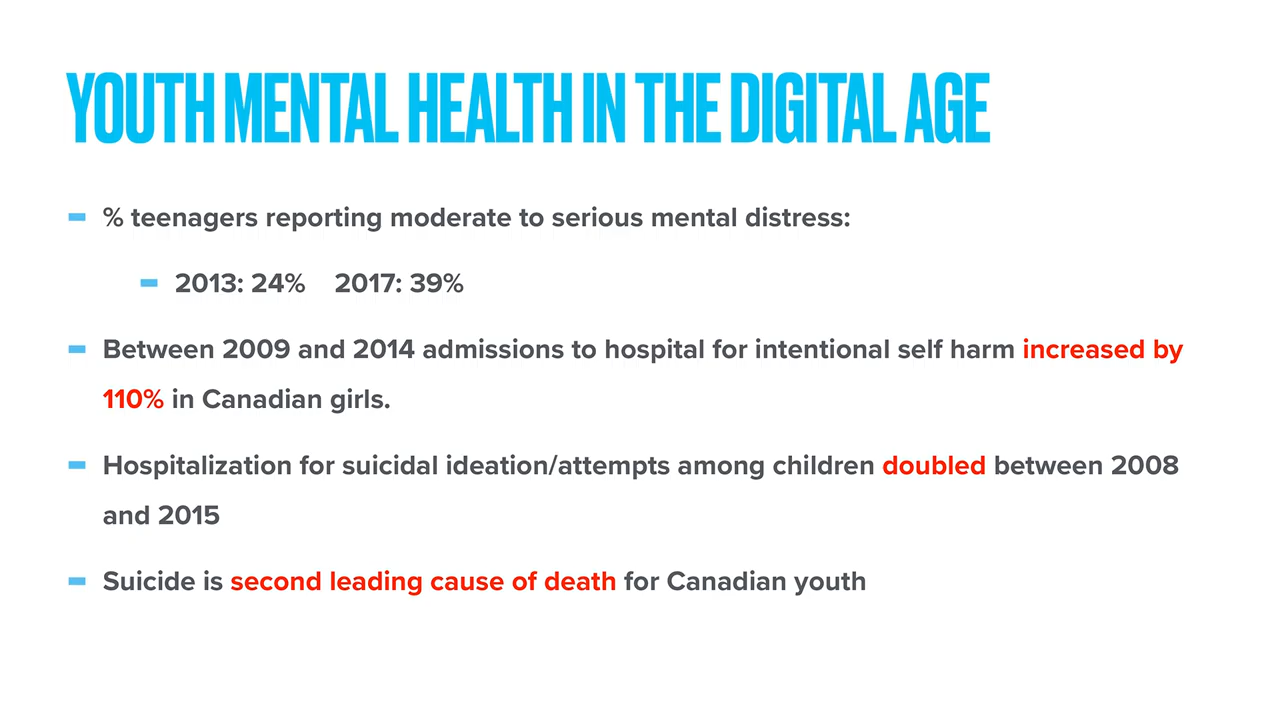 YOUTH MENTAL HEALTH IN THE DIGITAL AGE
% teenagers reporting moderate to serious mental distress:
2013: 24% 2017: 39%
Between 2009 and 2014 admissions to hospital for intentional self harm increased by
110% in Canadian girls.
Hospitalization for suicidal ideation/attempts among children doubled between 2008
and 2015
Suicide is second leading cause of death for Canadian youth